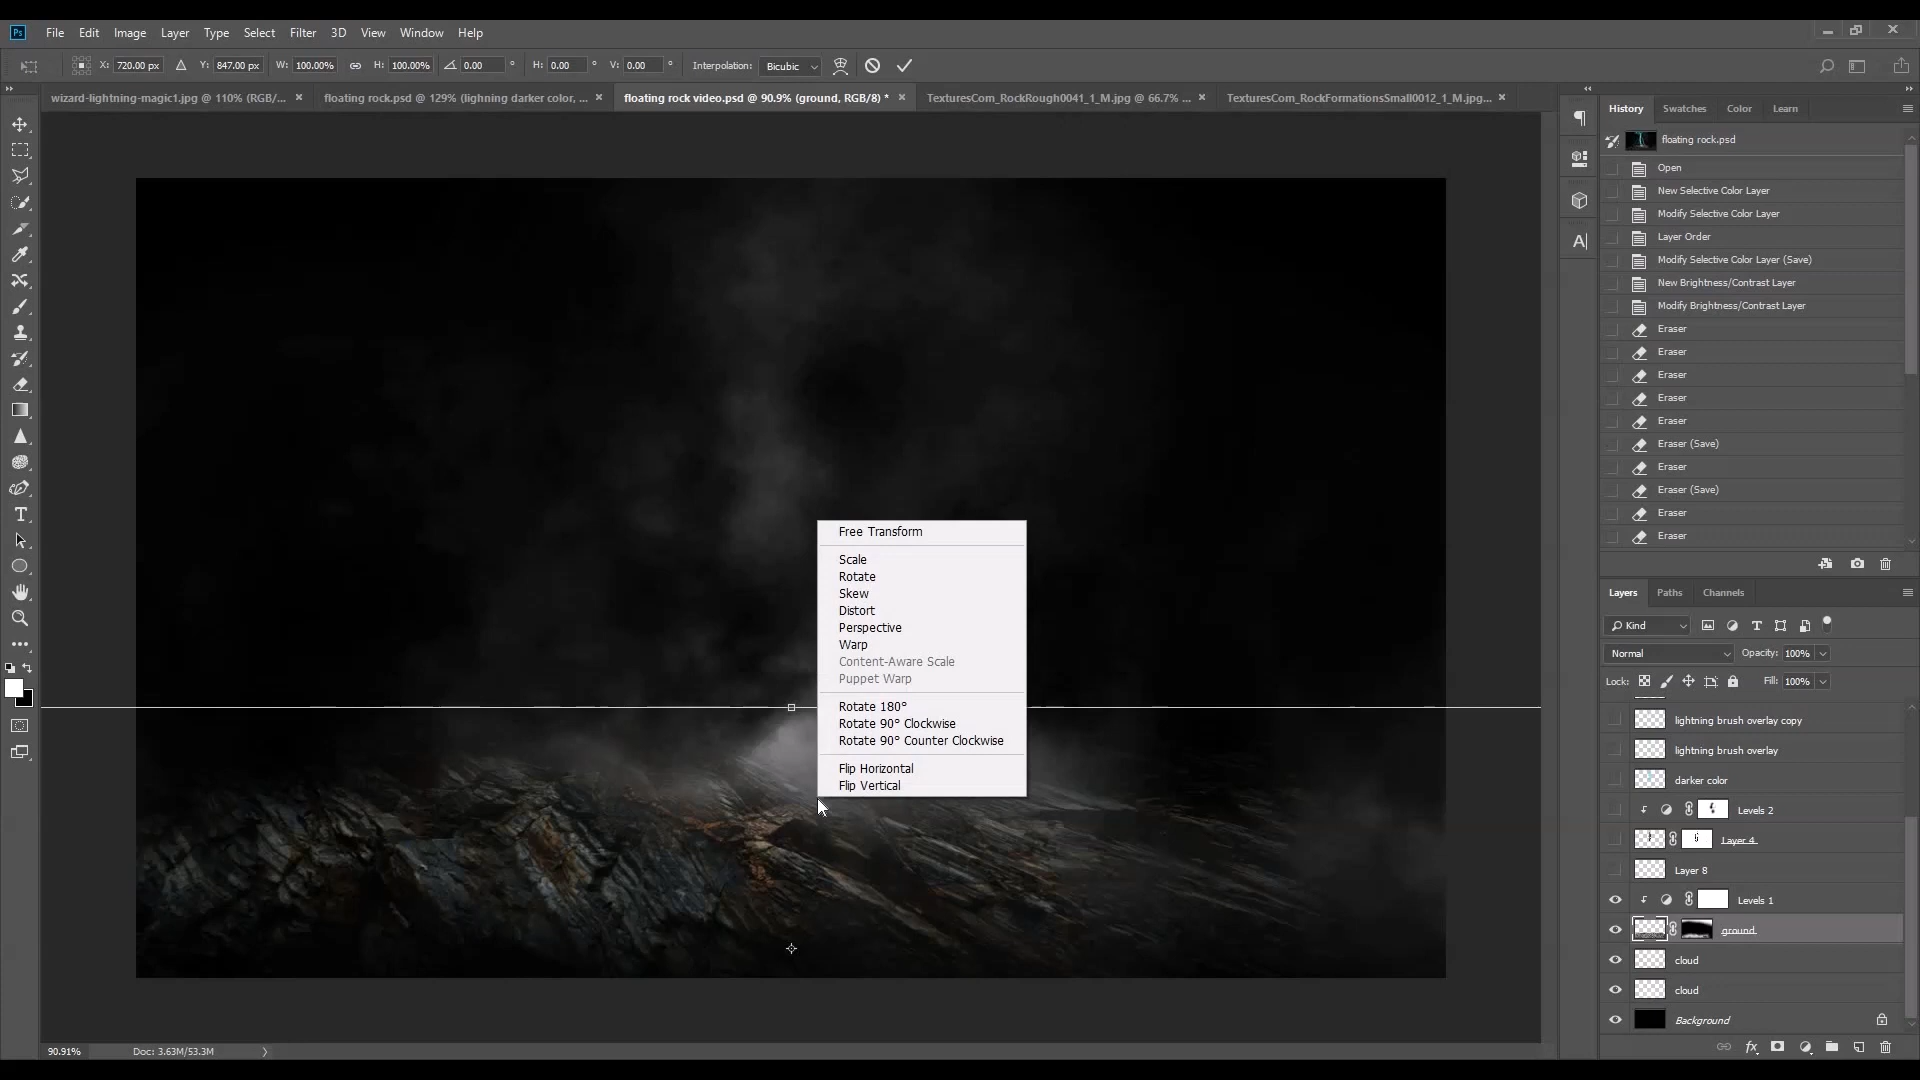 Ps File Edit Image Layer Type Select Filter 3D View Window Help
X: 720.00 px Y: 847.00 px W: 100.00% H: 100.00% 0.00 ° H: 0.00 ° V: 0.00 ° Interpolation: Bicubic
wizard-lightning-magic1.jpg @ 110% (RGB/... × floating rock.psd @ 129% (lighning darker color, ... × floating rock video.psd @ 90.9% (ground, RGB/8) * × TexturesCom_RockRough0041_1_M.jpg @ 66.7% ... × TexturesCom_RockFormationsSmall0012_1_M.jpg... ×
History Swatches Color Learn
floating rock.psd
Open
New Selective Color Layer
Modify Selective Color Layer
Layer Order
Modify Selective Color Layer (Save)
New Brightness/Contrast Layer
Modify Brightness/Contrast Layer
Eraser
Eraser
Eraser
Eraser
Eraser
Eraser (Save)
Eraser
Eraser (Save)
Eraser
Eraser
Free Transform
Scale
Rotate
Skew
Distort
Perspective
Warp
Content-Aware Scale
Puppet Warp
Rotate 180°
Rotate 90° Clockwise
Rotate 90° Counter Clockwise
Flip Horizontal
Flip Vertical
Layers Paths Channels
Kind
Normal Opacity: 100%
Lock: Fill: 100%
lightning brush overlay copy
lightning brush overlay
darker color
Levels 2
Layer 4
Layer 8
Levels 1
ground
cloud
cloud
Background
90.91% Doc: 3.63M/53.3M